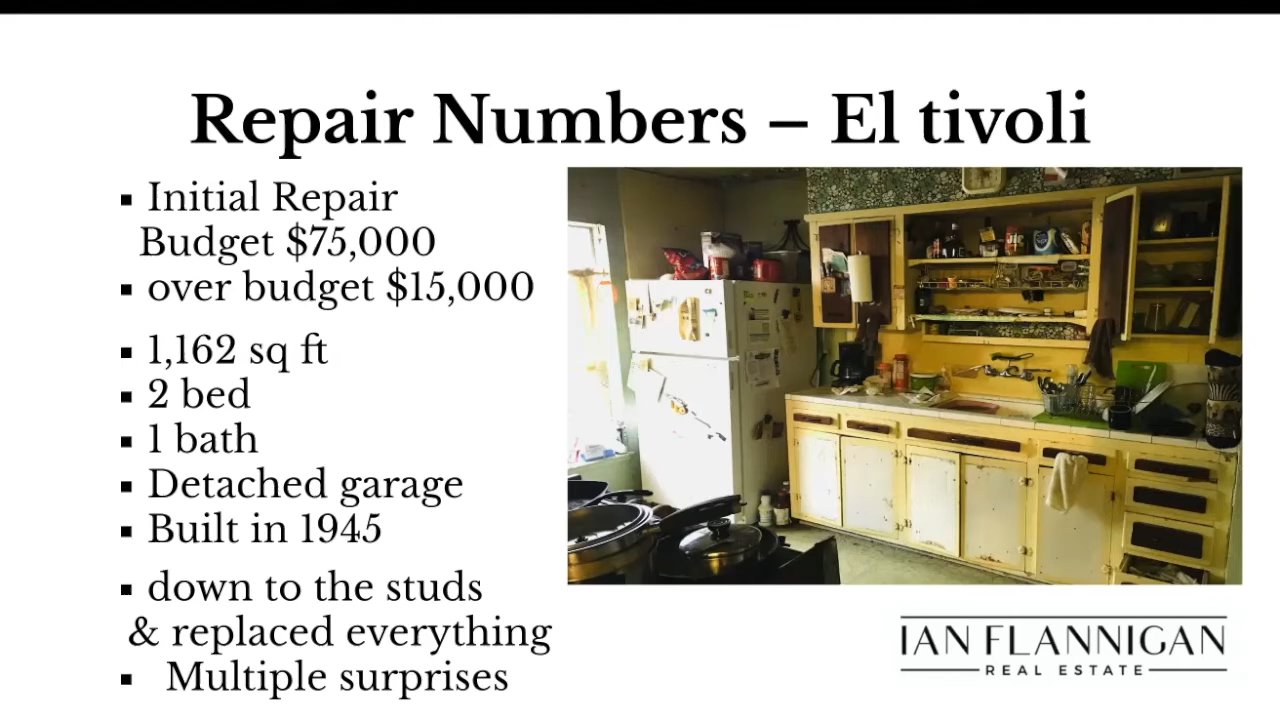 Repair Numbers – El tivoli
▪ Initial Repair
Budget $75,000
▪ over budget $15,000
▪ 1,162 sq ft
▪ 2 bed
▪ 1 bath
▪ Detached garage
▪ Built in 1945
▪ down to the studs
& replaced everything
▪ Multiple surprises
IAN FLANNIGAN
REAL ESTATE